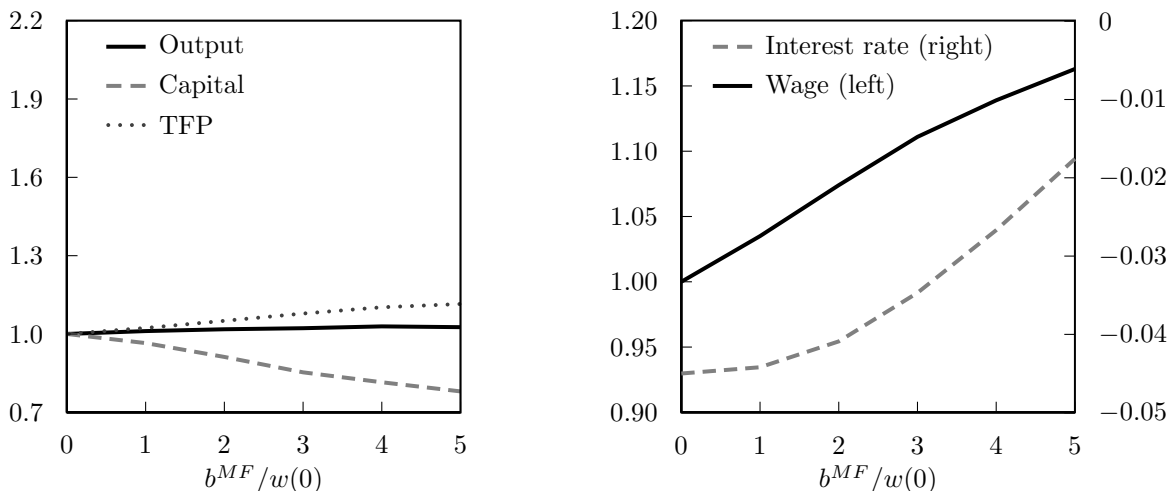 2.2
1.9
1.6
1.3
1.0
0.7
Output
Capital
TFP
0 1 2 3 4 5
b^{MF}/w(0)
1.20
1.15
1.10
1.05
1.00
0.95
0.90
Interest rate (right)
Wage (left)
0
−0.01
−0.02
−0.03
−0.04
−0.05
0 1 2 3 4 5
b^{MF}/w(0)